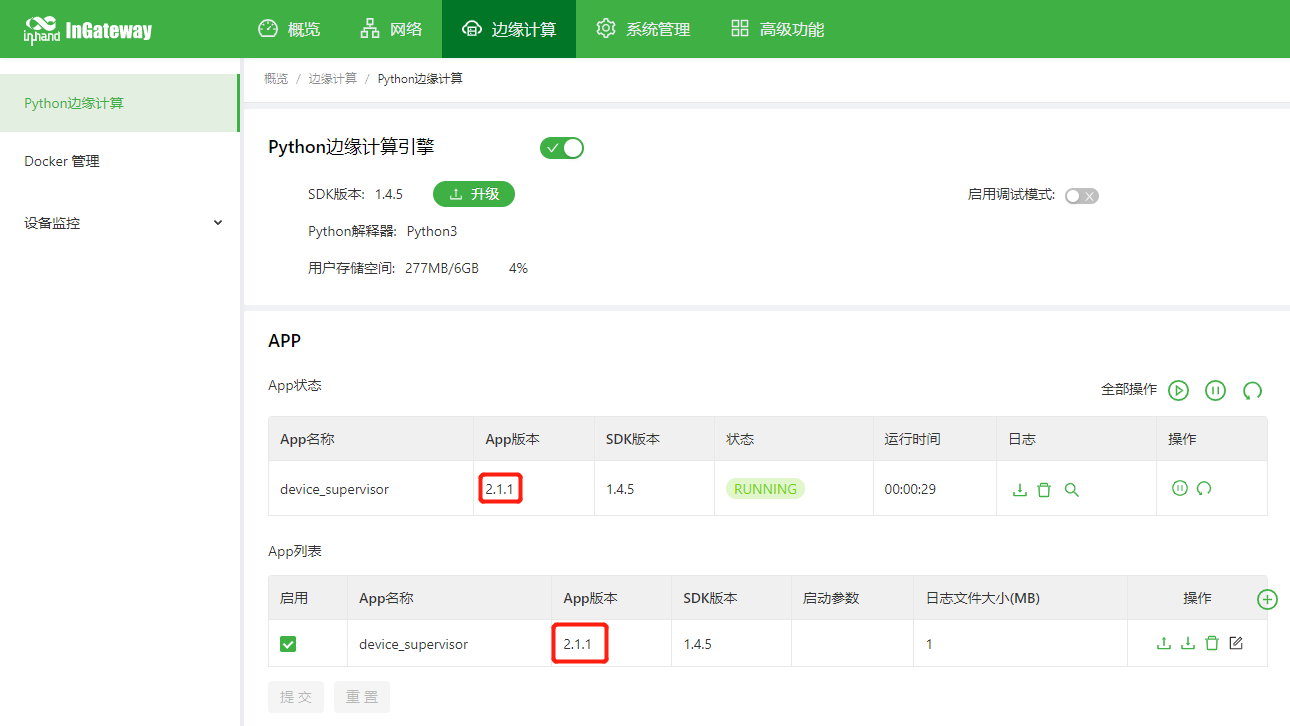 inhand InGateway 概览 网络 边缘计算 系统管理 高级功能
概览 / 边缘计算 / Python边缘计算
Python边缘计算
Docker 管理
设备监控
Python边缘计算引擎
SDK版本: 1.4.5 升级 启用调试模式:
Python解释器: Python3
用户存储空间: 277MB/6GB 4%
APP
App状态 全部操作
App名称 App版本 SDK版本 状态 运行时间 日志 操作
device_supervisor 2.1.1 1.4.5 RUNNING 00:00:29
App列表
启用 App名称 App版本 SDK版本 启动参数 日志文件大小(MB) 操作
device_supervisor 2.1.1 1.4.5 1
提 交 重 置